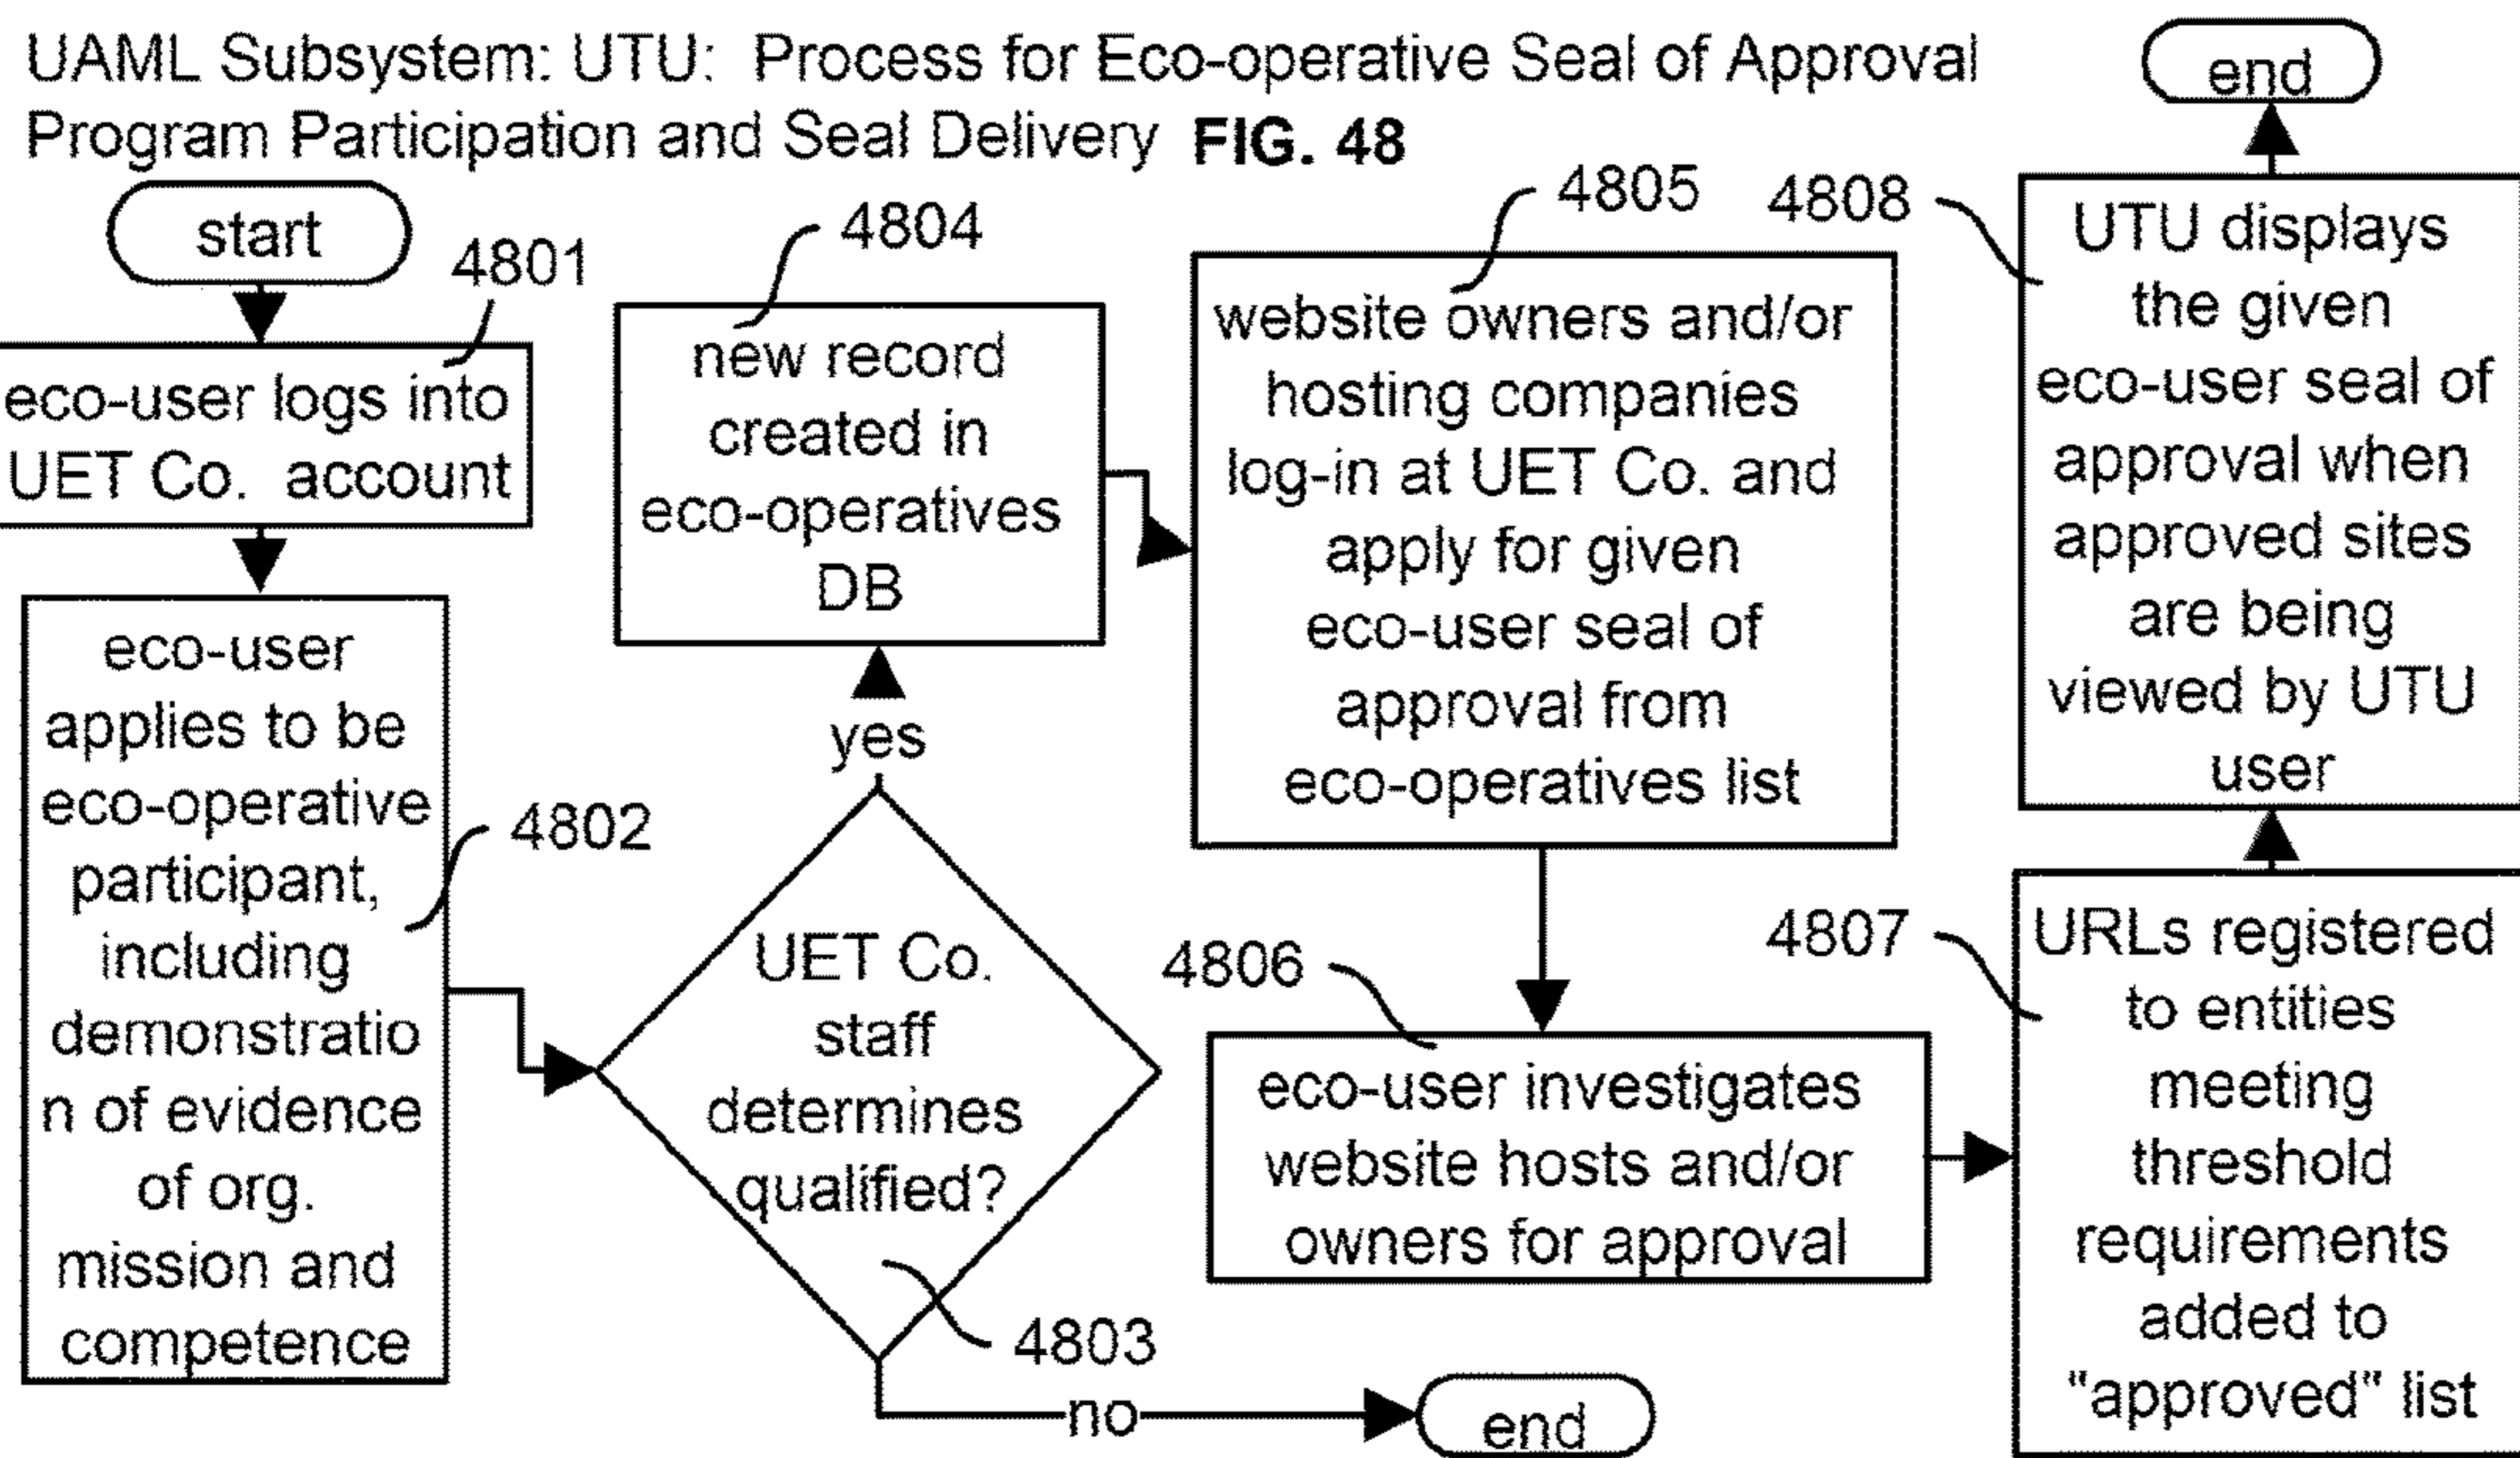 UAML Subsystem: UTU: Process for Eco-operative Seal of Approval
Program Participation and Seal Delivery FIG. 48
start
4801
eco-user logs into
UET Co. account
eco-user
applies to be
eco-operative
participant,
including
demonstratio
n of evidence
of org.
mission and
competence
4802
UET Co.
staff
determines
qualified?
4803
no
end
yes
4804
new record
created in
eco-operatives
DB
4805
website owners and/or
hosting companies
log-in at UET Co. and
apply for given
eco-user seal of
approval from
eco-operatives list
4806
eco-user investigates
website hosts and/or
owners for approval
4807
URLs registered
to entities
meeting
threshold
requirements
added to
"approved" list
4808
UTU displays
the given
eco-user seal of
approval when
approved sites
are being
viewed by UTU
user
end